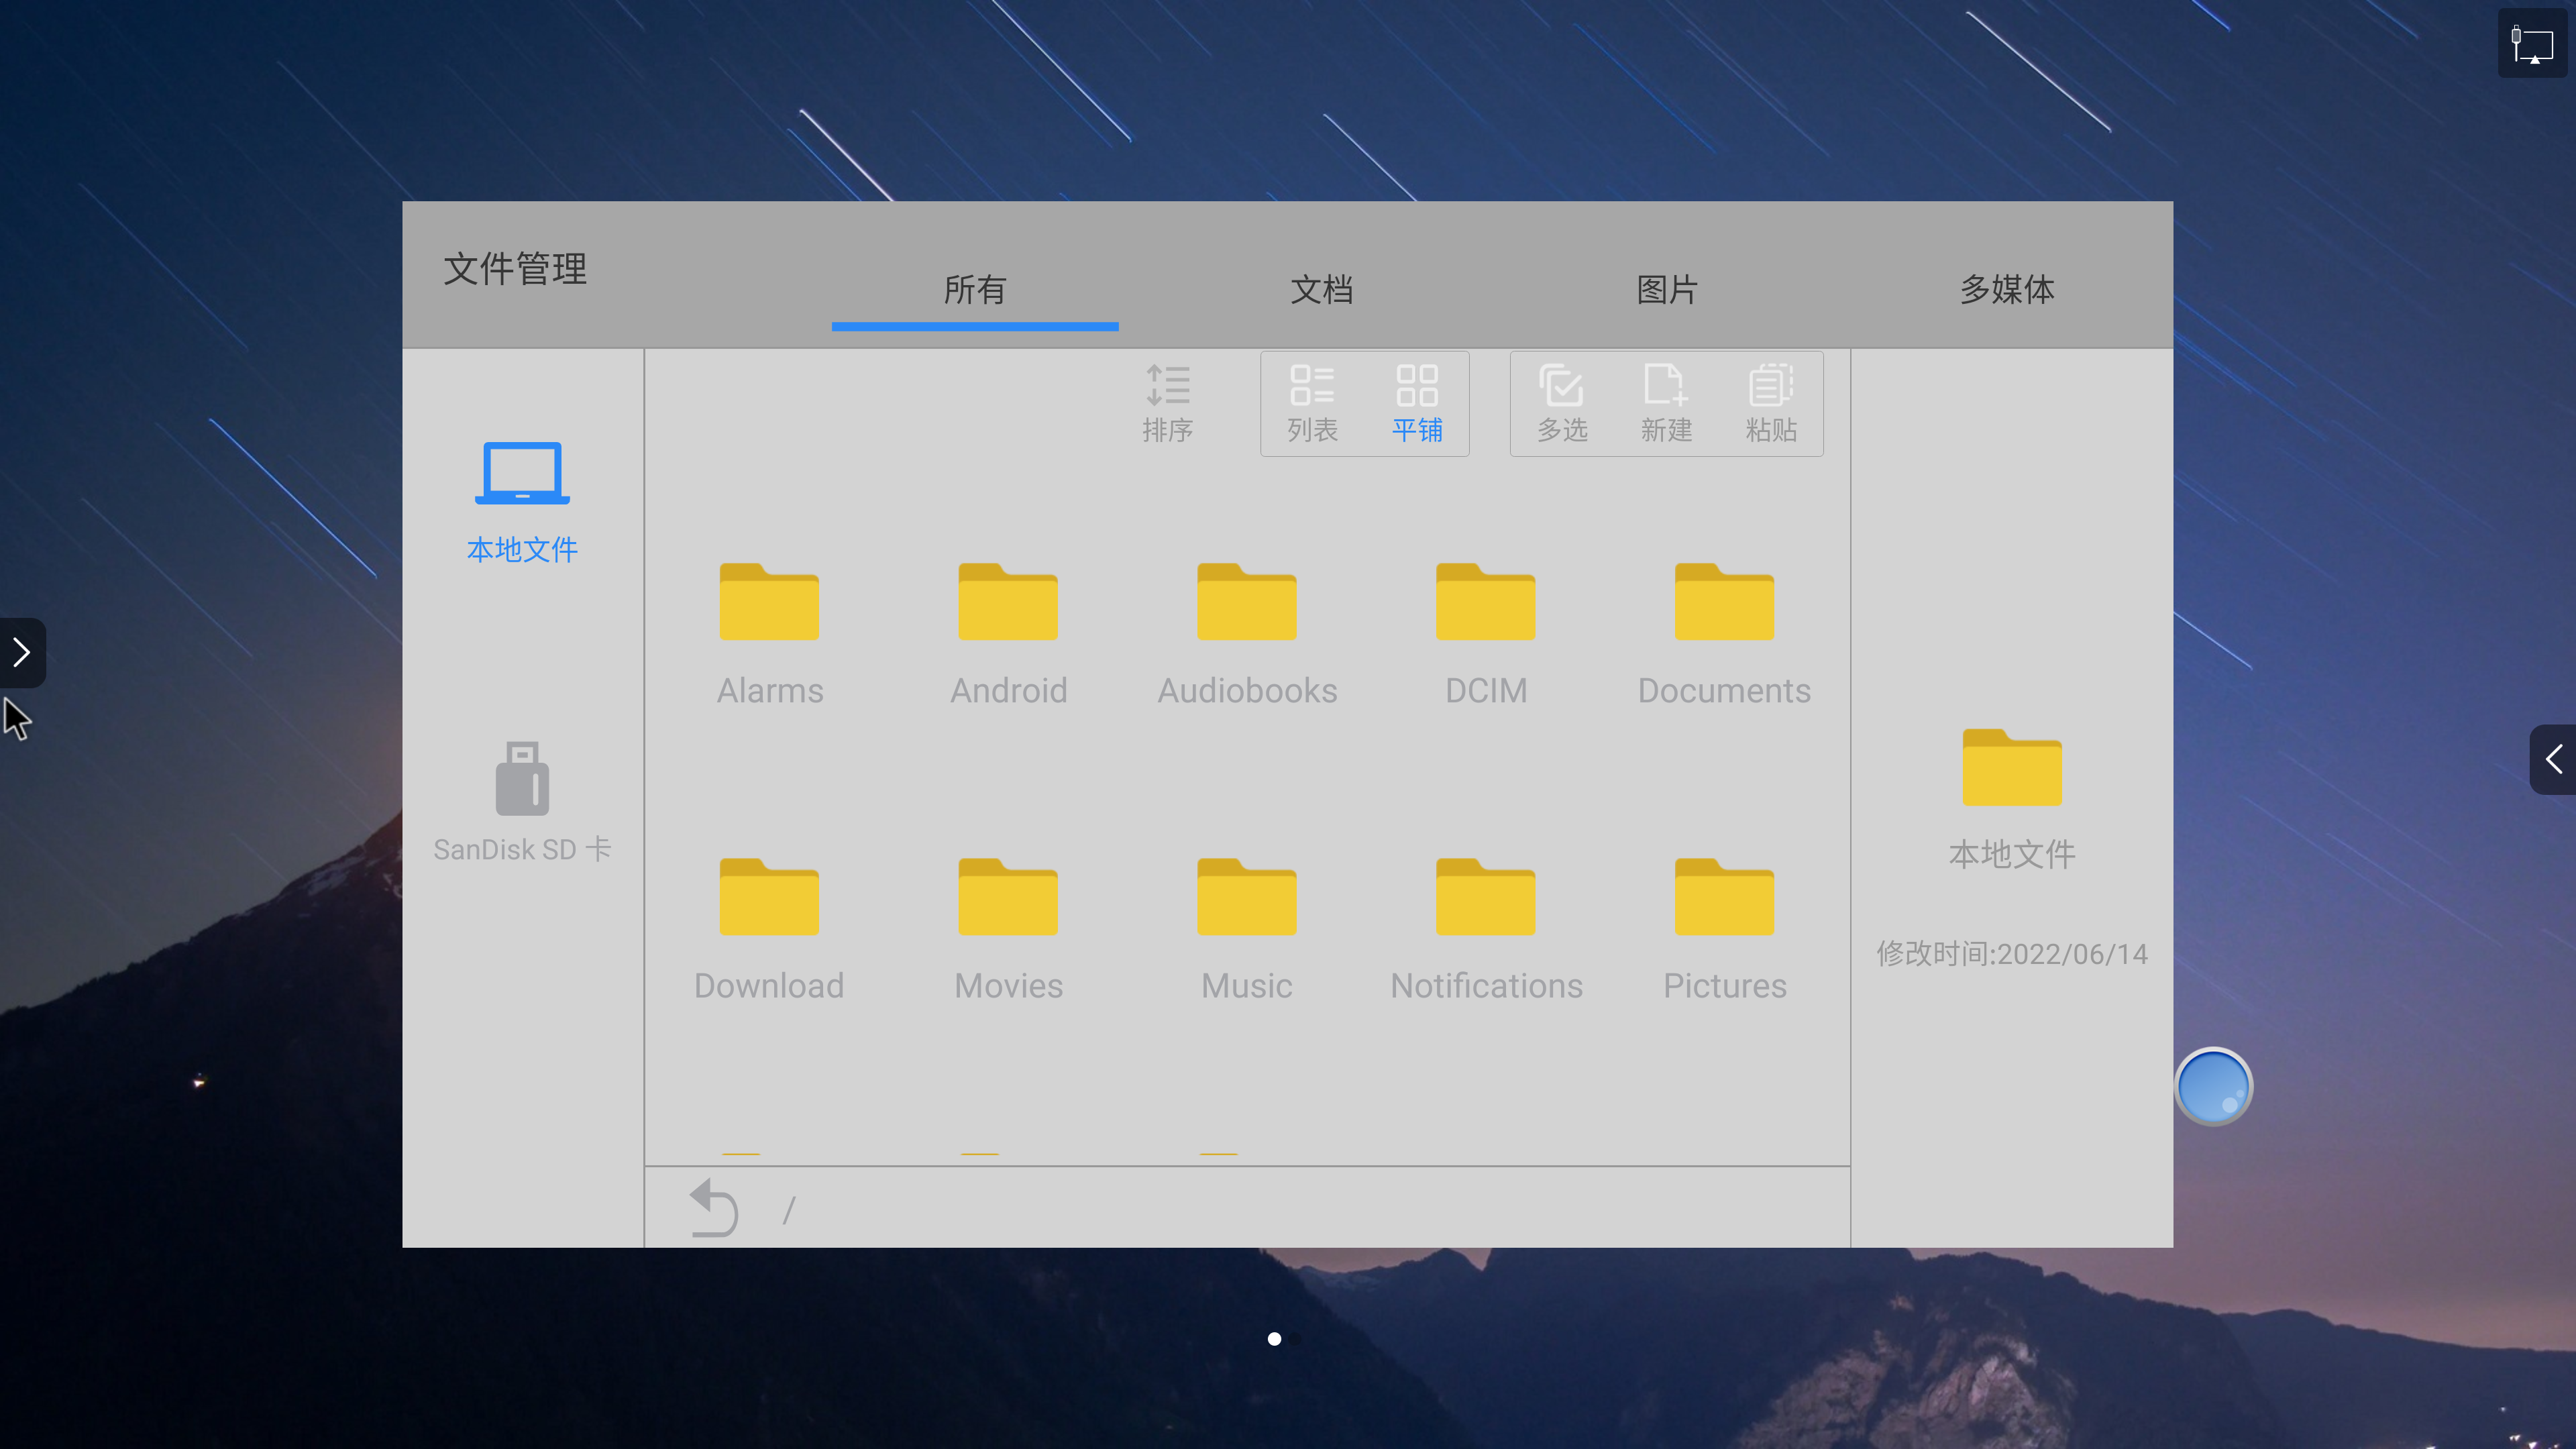 文件管理
所有 文档 图片 多媒体
排序 列表 平铺 多选 新建 粘贴
本地文件
SanDisk SD 卡
Alarms Android Audiobooks DCIM Documents
Download Movies Music Notifications Pictures
/
本地文件
修改时间:2022/06/14